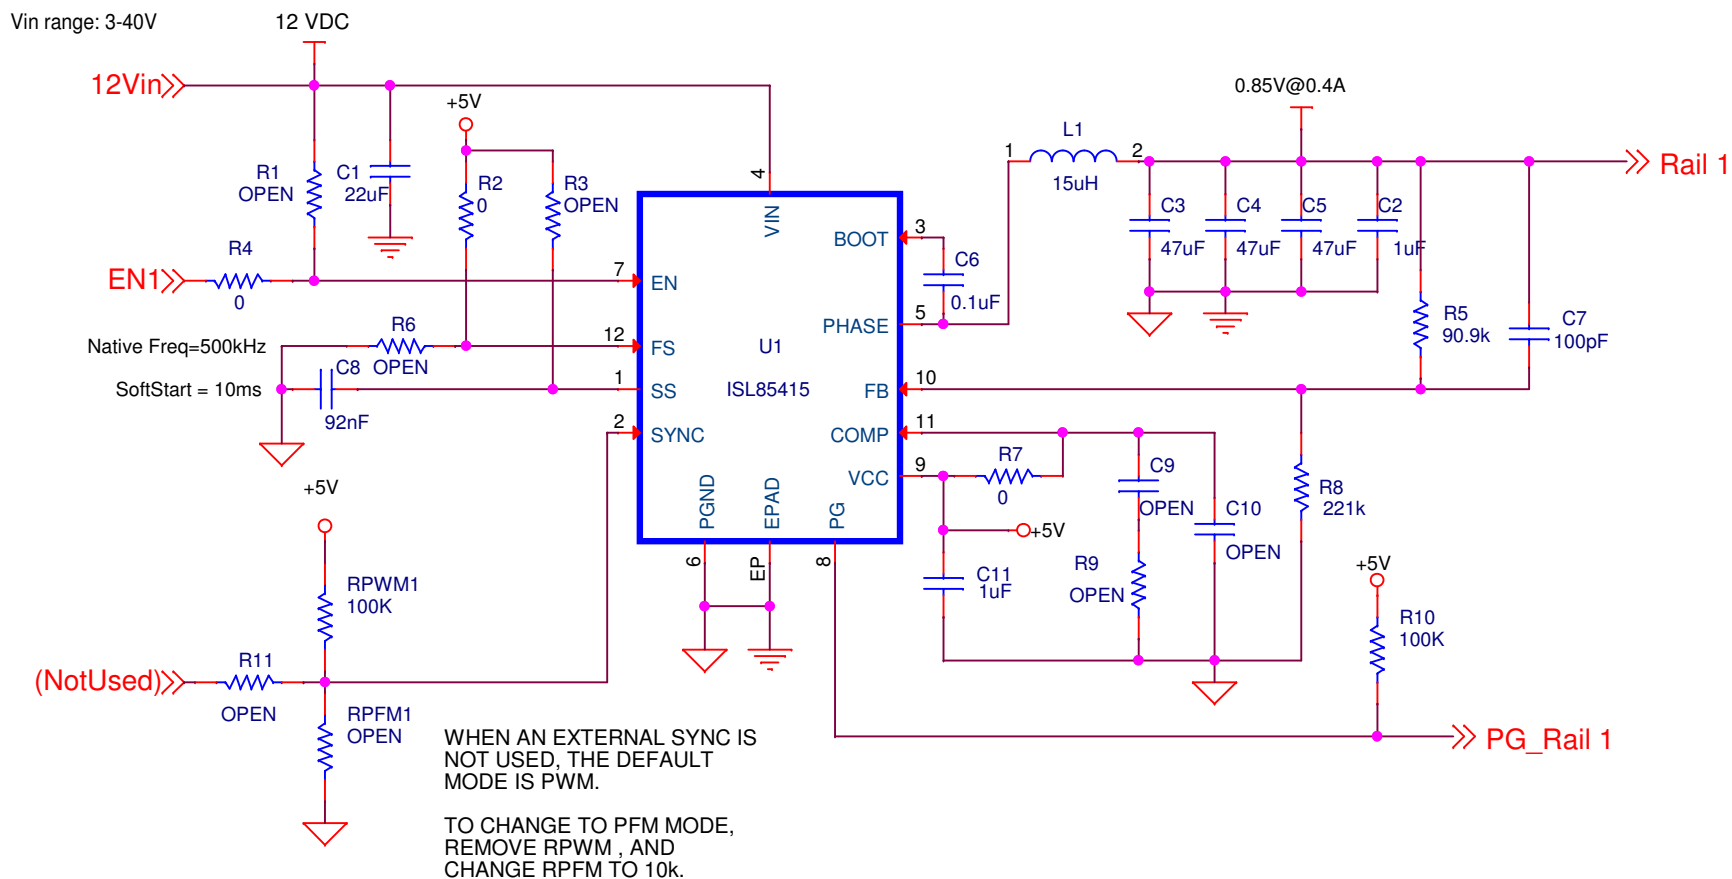 Vin range: 3-40V
12 VDC
12Vin
+5V
0.85V@0.4A
Rail 1
R1
OPEN
C1
22uF
R2
0
R3
OPEN
R4
0
EN1
R6
OPEN
Native Freq=500kHz
C8
92nF
SoftStart = 10ms
4
VIN
7
EN
12
FS
1
SS
2
SYNC
U1
ISL85415
BOOT
3
PHASE
5
FB
10
COMP
11
VCC
9
PGND
6
EPAD
EP
PG
8
C6
0.1uF
1
L1
2
15uH
C3
47uF
C4
47uF
C5
47uF
C2
1uF
R5
90.9k
C7
100pF
R7
0
C9
OPEN
C10
OPEN
R8
221k
+5V
C11
1uF
R9
OPEN
+5V
R10
100K
PG_Rail 1
+5V
RPWM1
100K
(NotUsed)
R11
OPEN
RPFM1
OPEN
WHEN AN EXTERNAL SYNC IS
NOT USED, THE DEFAULT
MODE IS PWM.
TO CHANGE TO PFM MODE,
REMOVE RPWM , AND
CHANGE RPFM TO 10k.